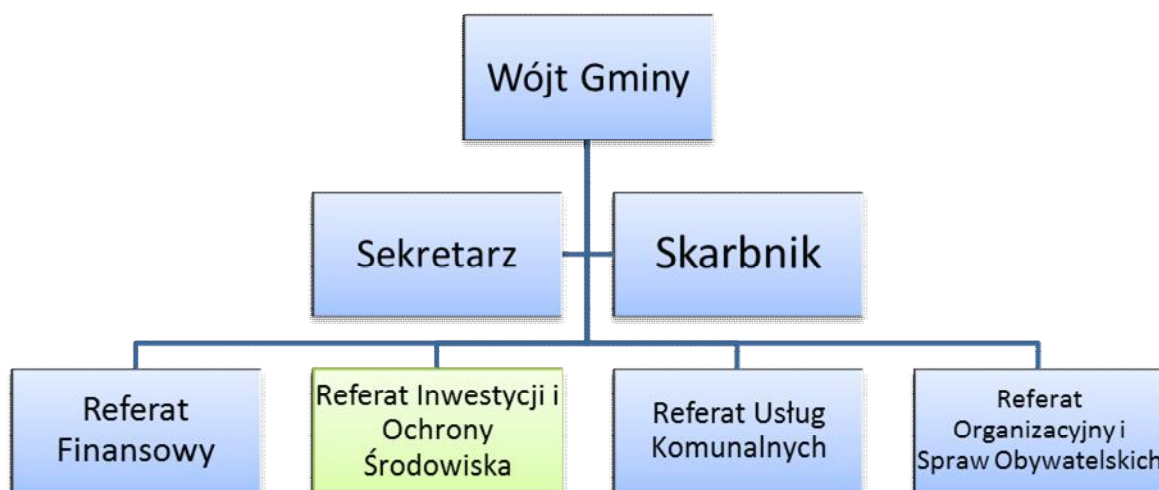 Wójt Gminy
Sekretarz
Skarbnik
Referat
Finansowy
Referat Inwestycji i
Ochrony
Środowiska
Referat Usług
Komunalnych
Referat
Organizacyjny i
Spraw Obywatelskich